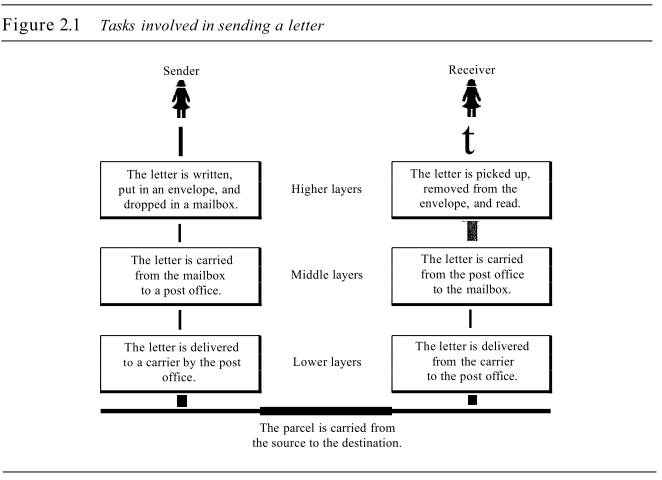 Figure 2.1 Tasks involved in sending a letter
Sender
Receiver
t
The letter is written,
put in an envelope, and
dropped in a mailbox.
Higher layers
The letter is picked up,
removed from the
envelope, and read.
The letter is carried
from the mailbox
to a post office.
Middle layers
The letter is carried
from the post office
to the mailbox.
The letter is delivered
to a carrier by the post
office.
Lower layers
The letter is delivered
from the carrier
to the post office.
The parcel is carried from
the source to the destination.